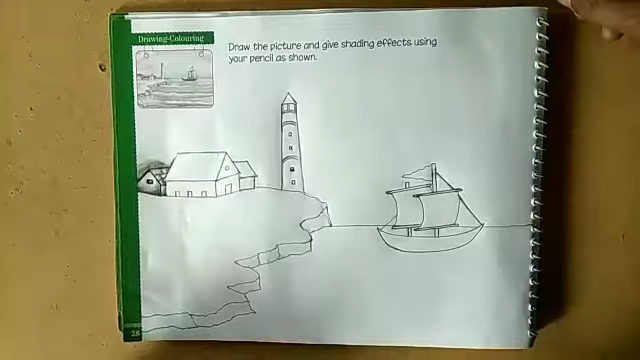 Drawing-Colouring
Draw the picture and give shading effects using
your pencil as shown.
28